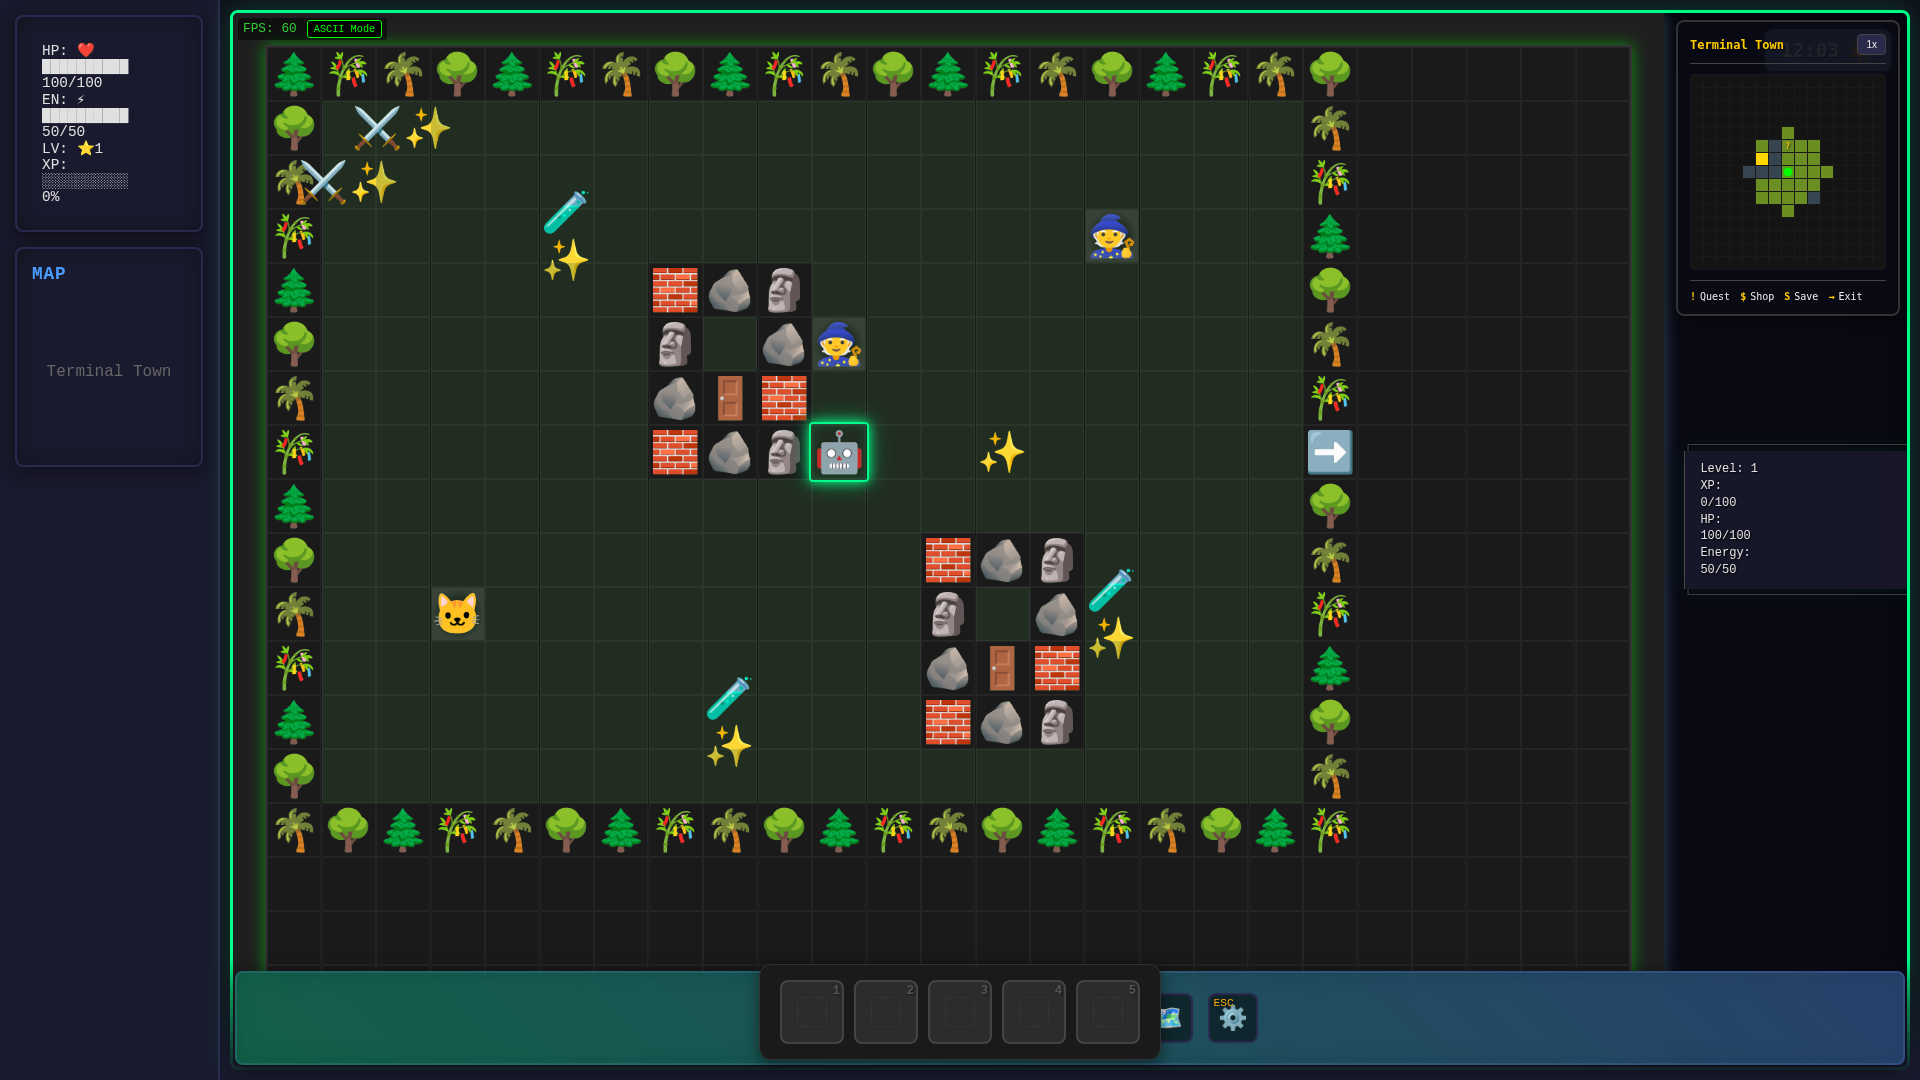 HP: ❤️
██████████
100/100
EN: ⚡
██████████
50/50
LV: ⭐1
XP:
░░░░░░░░░░
0%
MAP
Terminal Town
FPS: 60 ASCII Mode
Terminal Town 12:03 1x
?
! Quest $ Shop S Save → Exit
Level: 1
XP:
0/100
HP:
100/100
Energy:
50/50
1 2 3 4 5
ESC